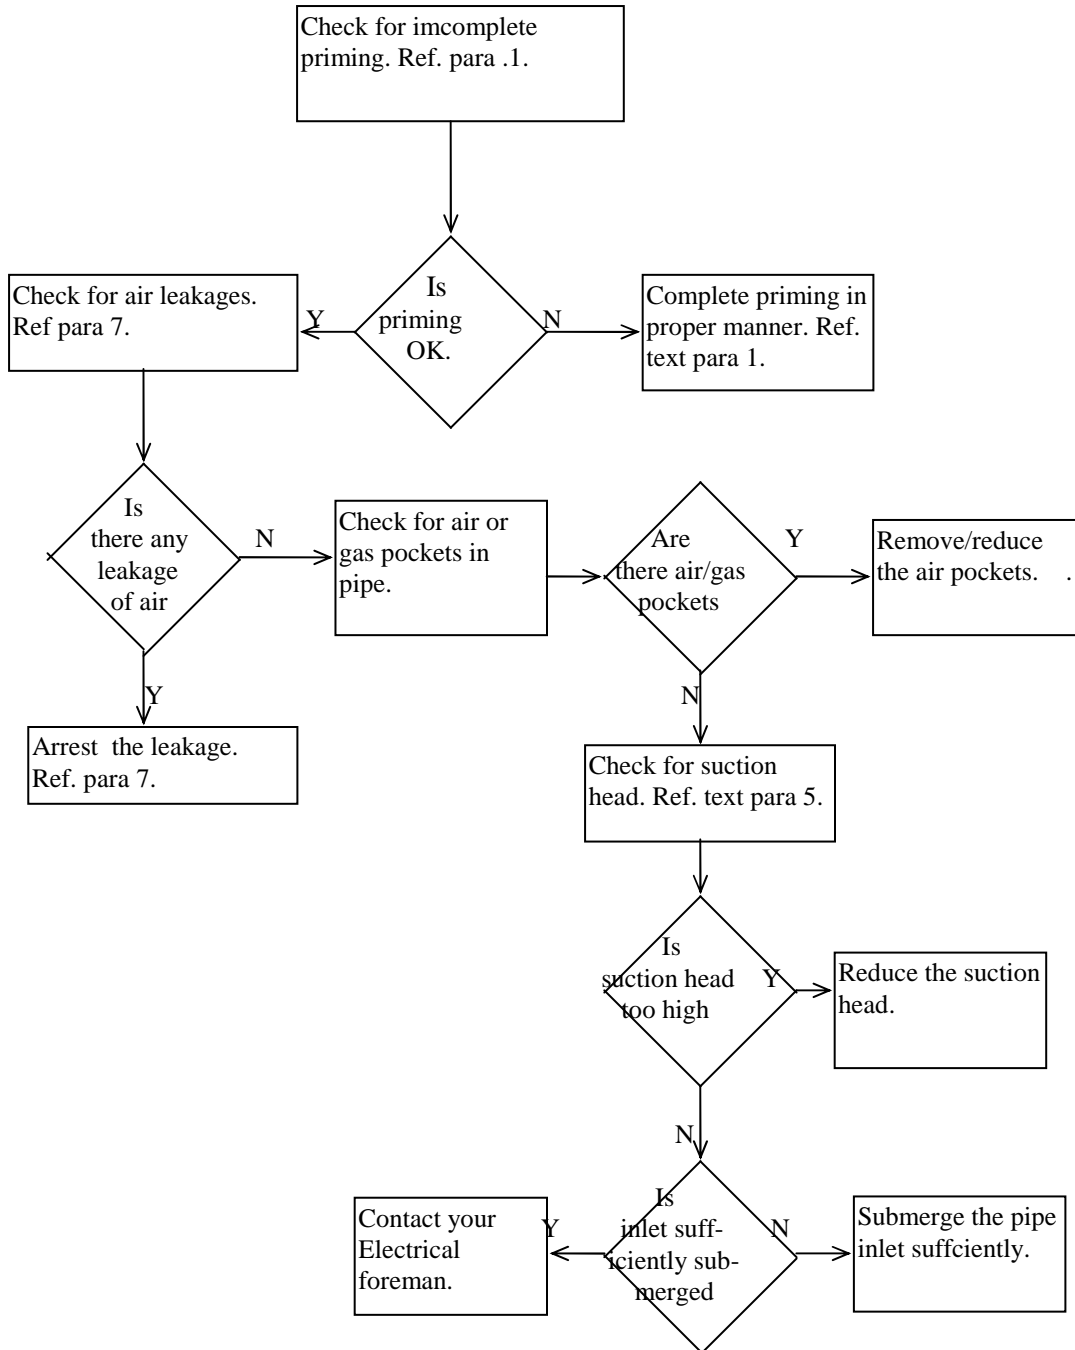 Check for imcomplete
priming. Ref. para .1.
Is
priming
OK.
Y
N
Check for air leakages.
Ref para 7.
Complete priming in
proper manner. Ref.
text para 1.
Is
there any
leakage
of air
N
Y
Check for air or
gas pockets in
pipe.
Are
there air/gas
pockets
Y
N
Remove/reduce
the air pockets. .
Arrest the leakage.
Ref. para 7.
Check for suction
head. Ref. text para 5.
Is
suction head
too high
Y
N
Reduce the suction
head.
Is
inlet suff-
iciently sub-
merged
Y
N
Contact your
Electrical
foreman.
Submerge the pipe
inlet suffciently.